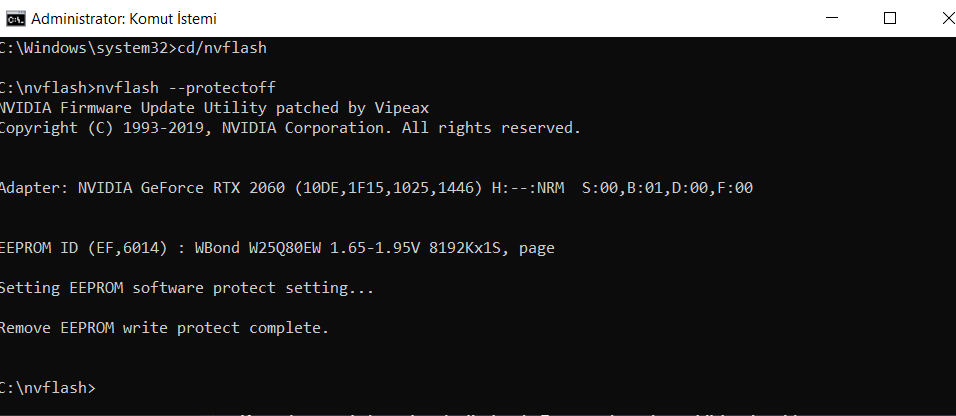 Administrator: Komut İstemi
C:\Windows\system32>cd/nvflash
C:\nvflash>nvflash --protectoff
NVIDIA Firmware Update Utility patched by Vipeax
Copyright (C) 1993-2019, NVIDIA Corporation. All rights reserved.
Adapter: NVIDIA GeForce RTX 2060 (10DE,1F15,1025,1446) H:--:NRM  S:00,B:01,D:00,F:00
EEPROM ID (EF,6014) : WBond W25Q80EW 1.65-1.95V 8192Kx1S, page
Setting EEPROM software protect setting...
Remove EEPROM write protect complete.
C:\nvflash>